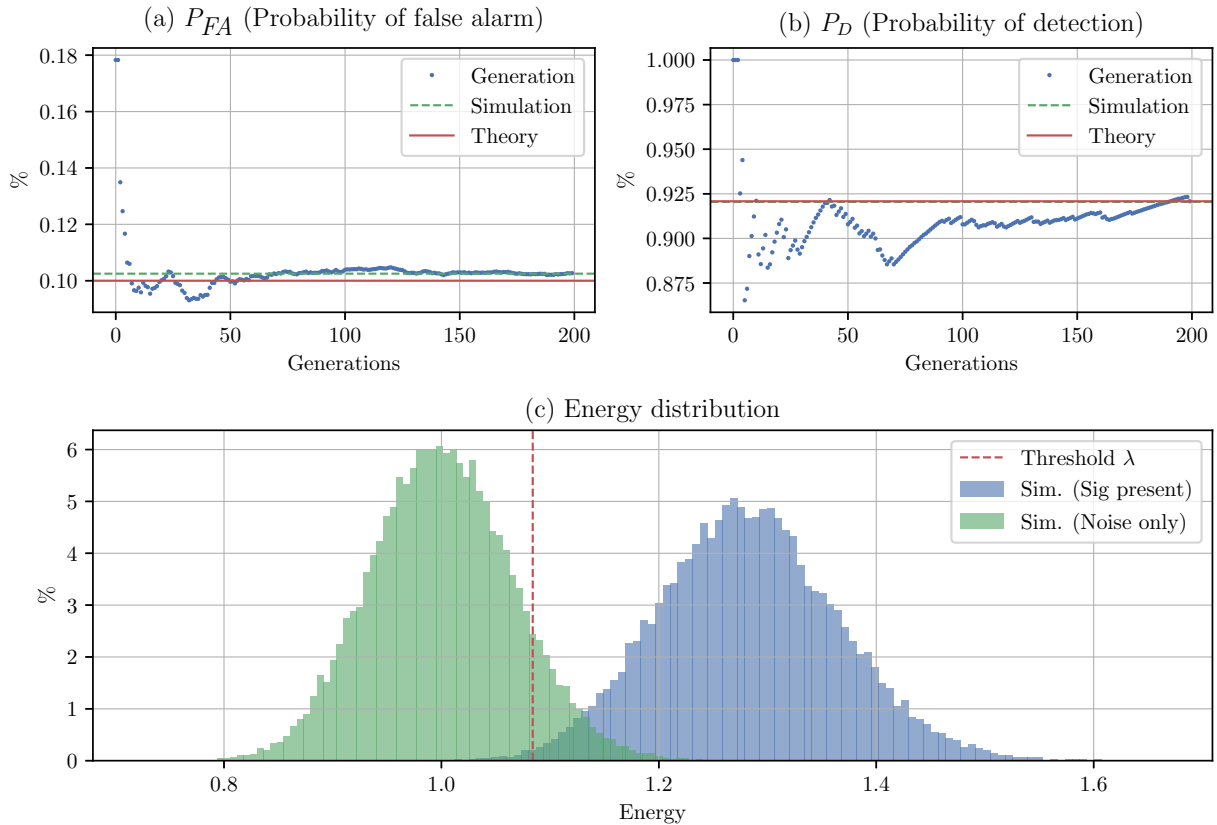 (a) P_FA (Probability of false alarm)
0.18
0.16
0.14
0.12
0.10
%
0
50
100
150
200
Generations
Generation
Simulation
Theory
(b) P_D (Probability of detection)
1.000
0.975
0.950
0.925
0.900
0.875
%
0
50
100
150
200
Generations
Generation
Simulation
Theory
(c) Energy distribution
6
5
4
3
2
1
0
%
0.8
1.0
1.2
1.4
1.6
Energy
Threshold λ
Sim. (Sig present)
Sim. (Noise only)